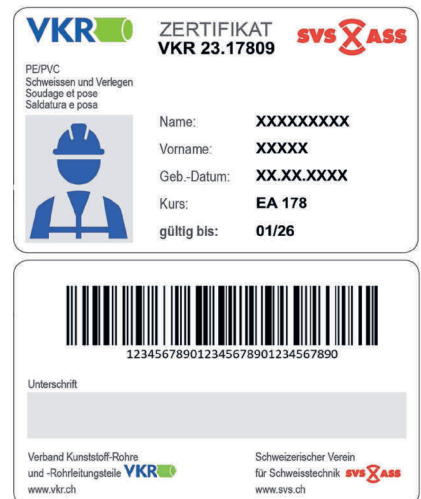 VKR
ZERTIFIKAT
VKR 23.17809
SVS ASS
PE/PVC
Schweissen und Verlegen
Soudage et pose
Saldatura e posa
Name: XXXXXXXXX
Vorname: XXXXX
Geb.-Datum: XX.XX.XXXX
Kurs: EA 178
gültig bis: 01/26
123456789012345678901234567890
Unterschrift
Verband Kunststoff-Rohre
und -Rohrleitungsteile VKR
www.vkr.ch
Schweizerischer Verein
für Schweisstechnik SVS ASS
www.svs.ch